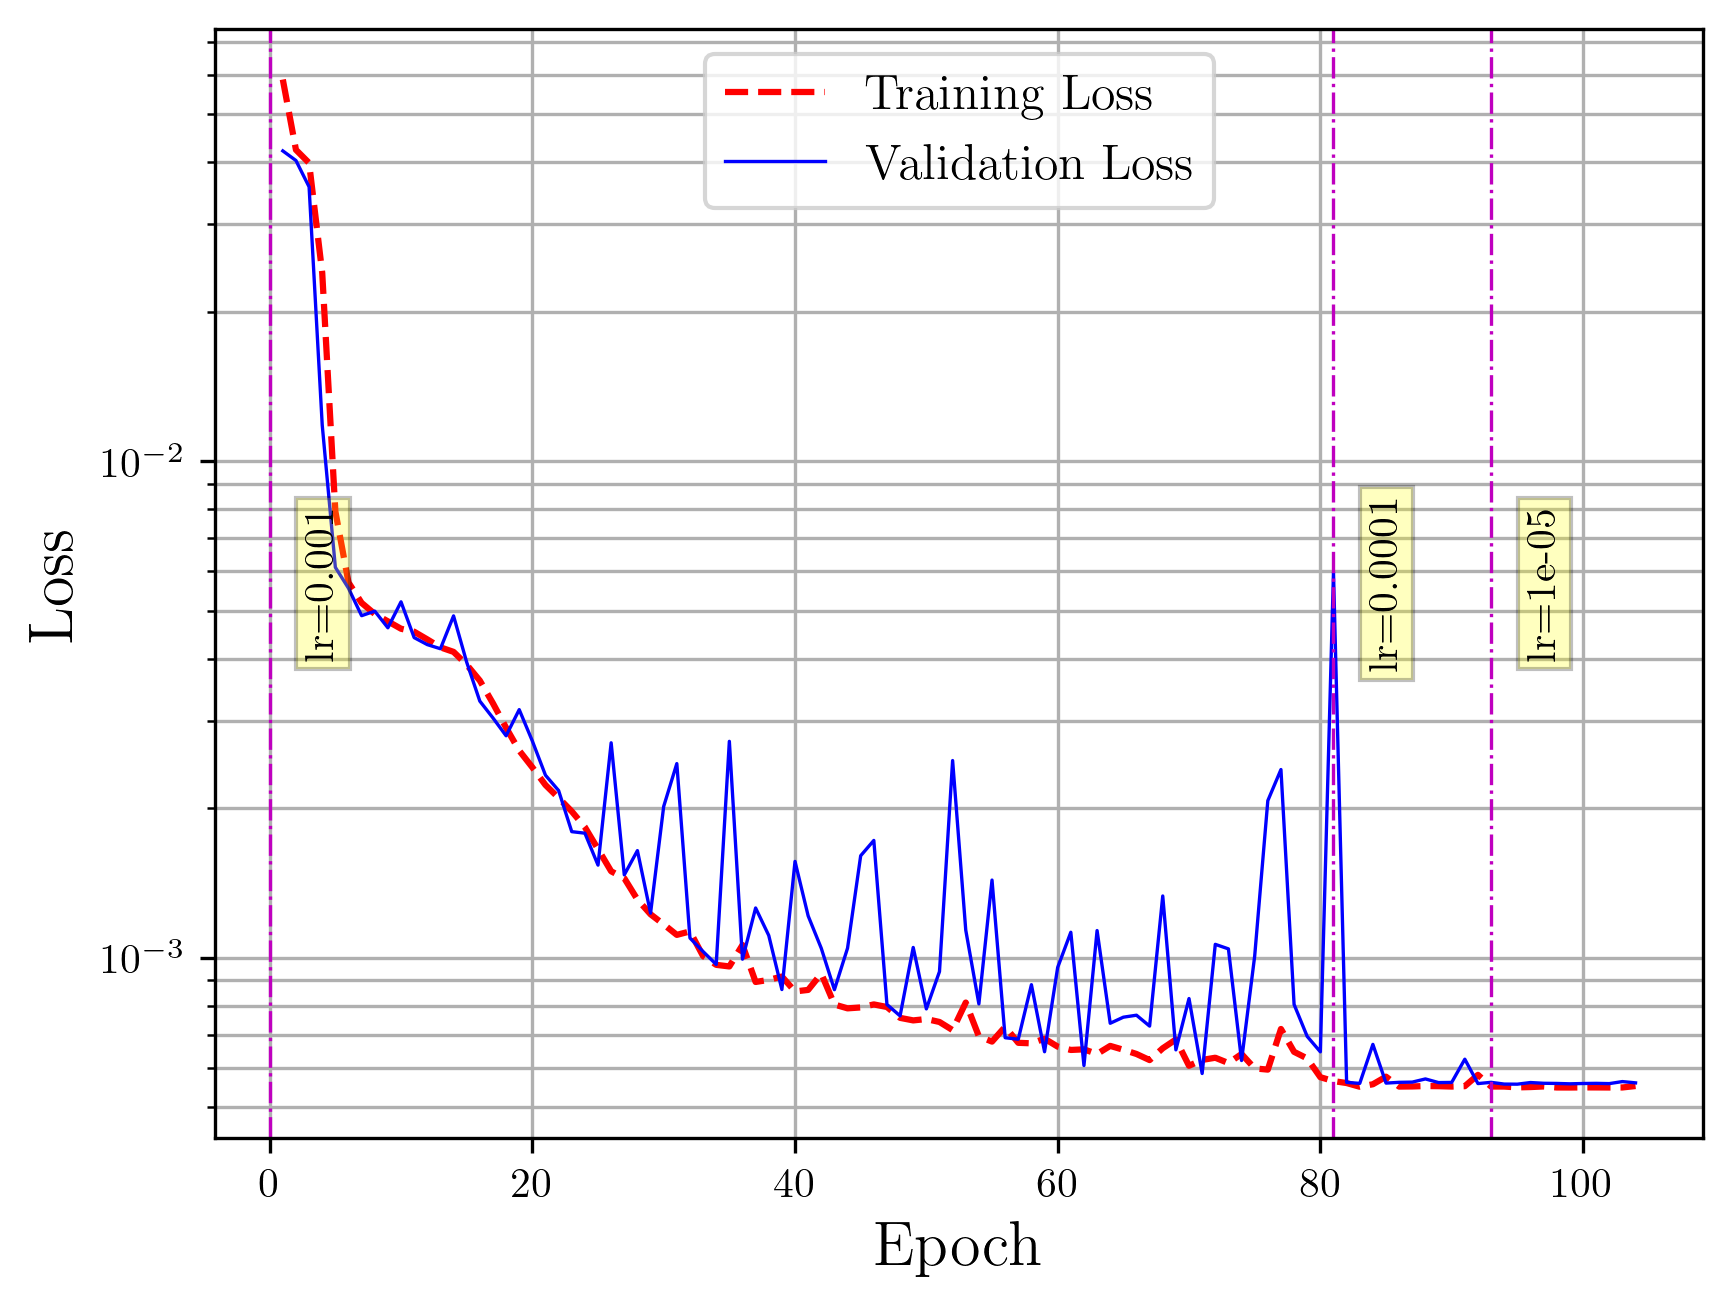 Training Loss
Validation Loss
10⁻²
10⁻³
Loss
lr=0.001
lr=0.0001
lr=1e-05
0 20 40 60 80 100
Epoch